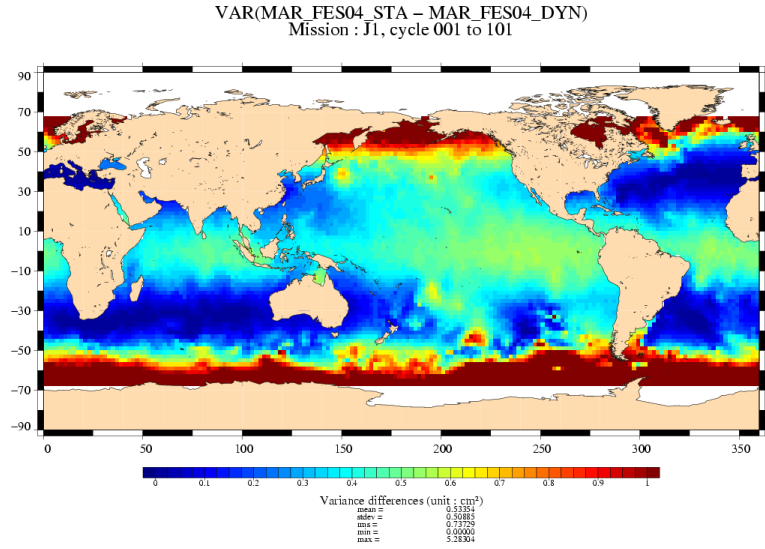 VAR(MAR_FES04_STA − MAR_FES04_DYN)
Mission : J1, cycle 001 to 101
90
70
50
30
10
−10
−30
−50
−70
−90
0 50 100 150 200 250 300 350
0 0.1 0.2 0.3 0.4 0.5 0.6 0.7 0.8 0.9 1
Variance differences (unit : cm²)
mean = 0.53354
stdev = 0.50885
rms = 0.73729
min = 0.00000
max = 5.28304